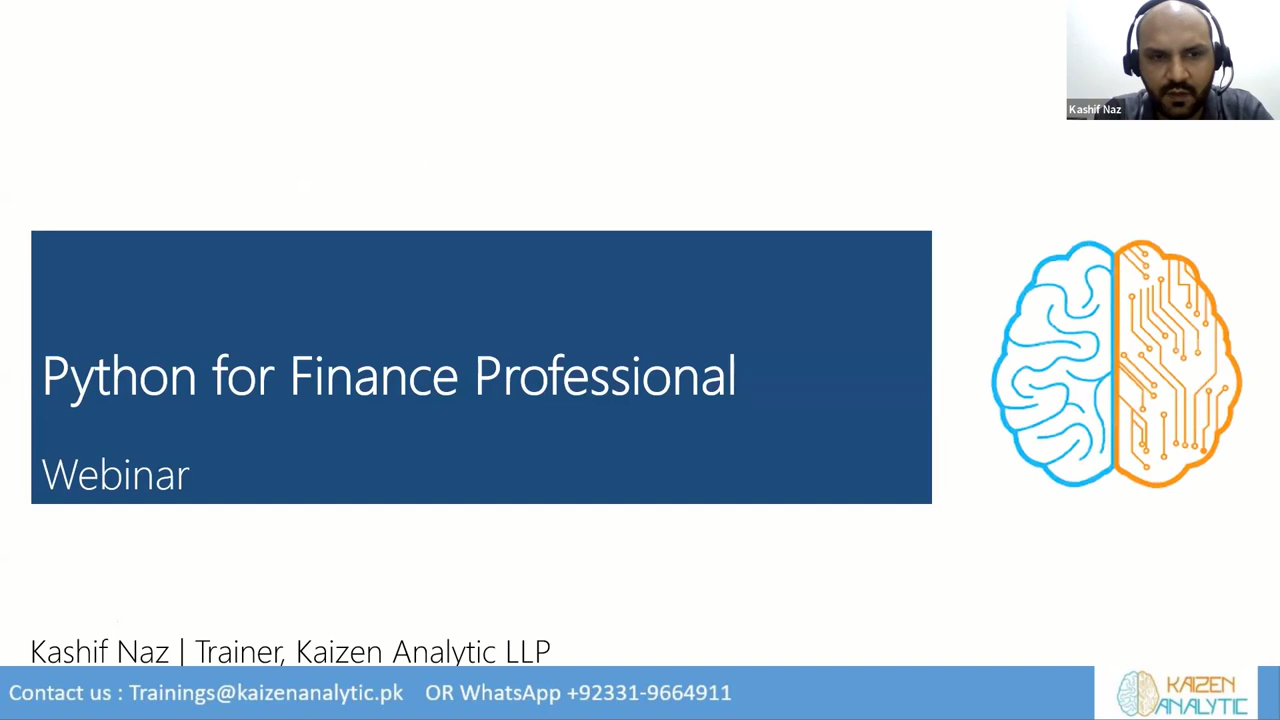 Kashif Naz
Python for Finance Professional
Webinar
Kashif Naz | Trainer, Kaizen Analytic LLP
Contact us : Trainings@kaizenanalytic.pk OR WhatsApp +92331-9664911
KAIZEN
ANALYTIC